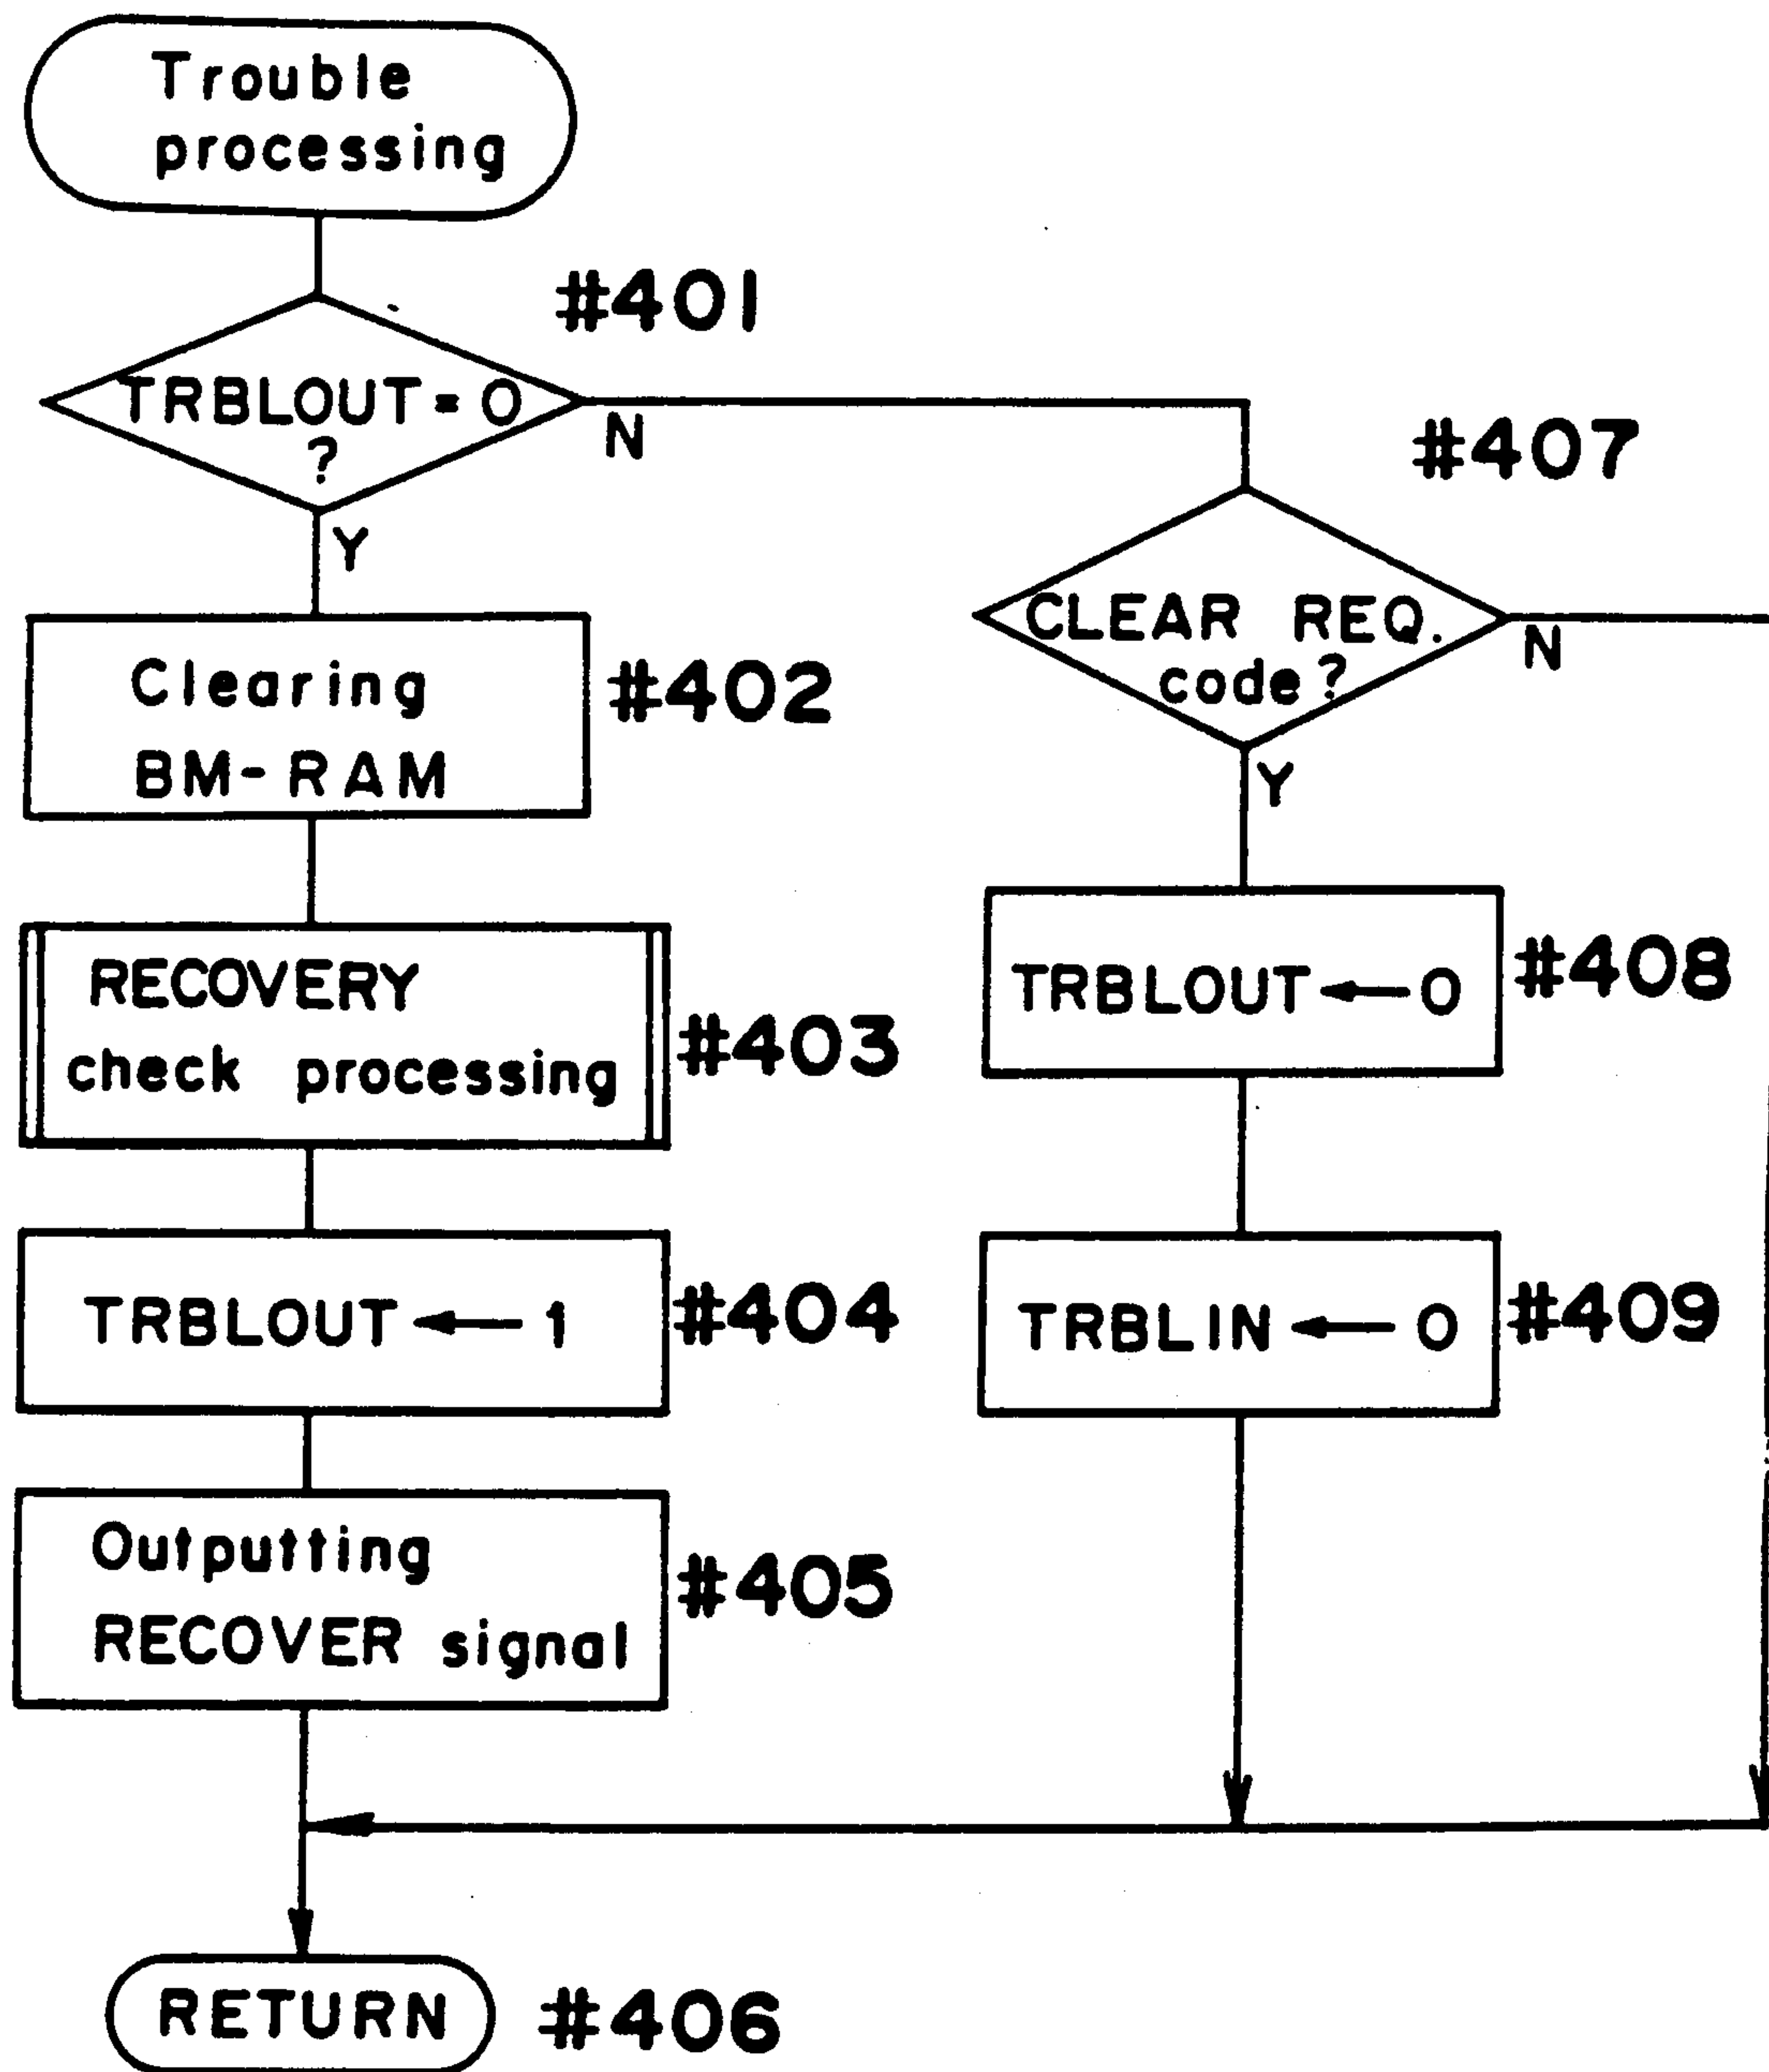 Trouble
processing
#401
TRBLOUT = 0
?
N
Y
Clearing
BM-RAM
#402
RECOVERY
check processing
#403
TRBLOUT ← 1
#404
Outputting
RECOVER signal
#405
RETURN
#406
#407
CLEAR REQ.
code?
N
Y
TRBLOUT ← 0
#408
TRBLIN ← 0
#409